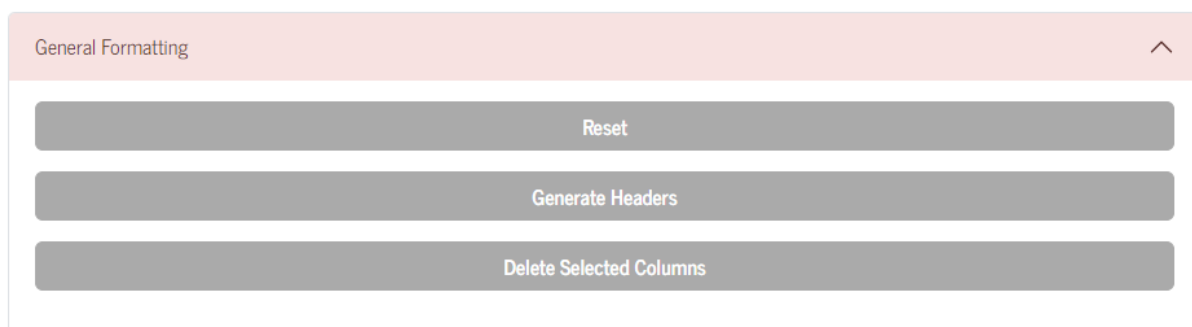 General Formatting
Reset
Generate Headers
Delete Selected Columns